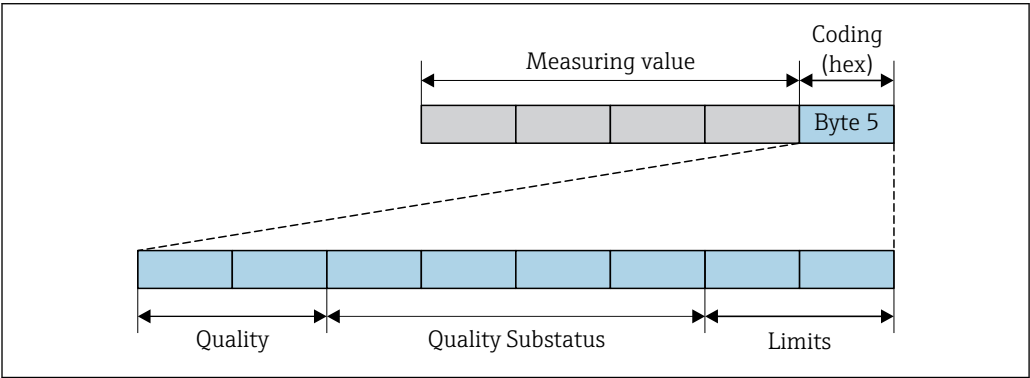 Coding
(hex)
Measuring value
Byte 5
Quality
Quality Substatus
Limits